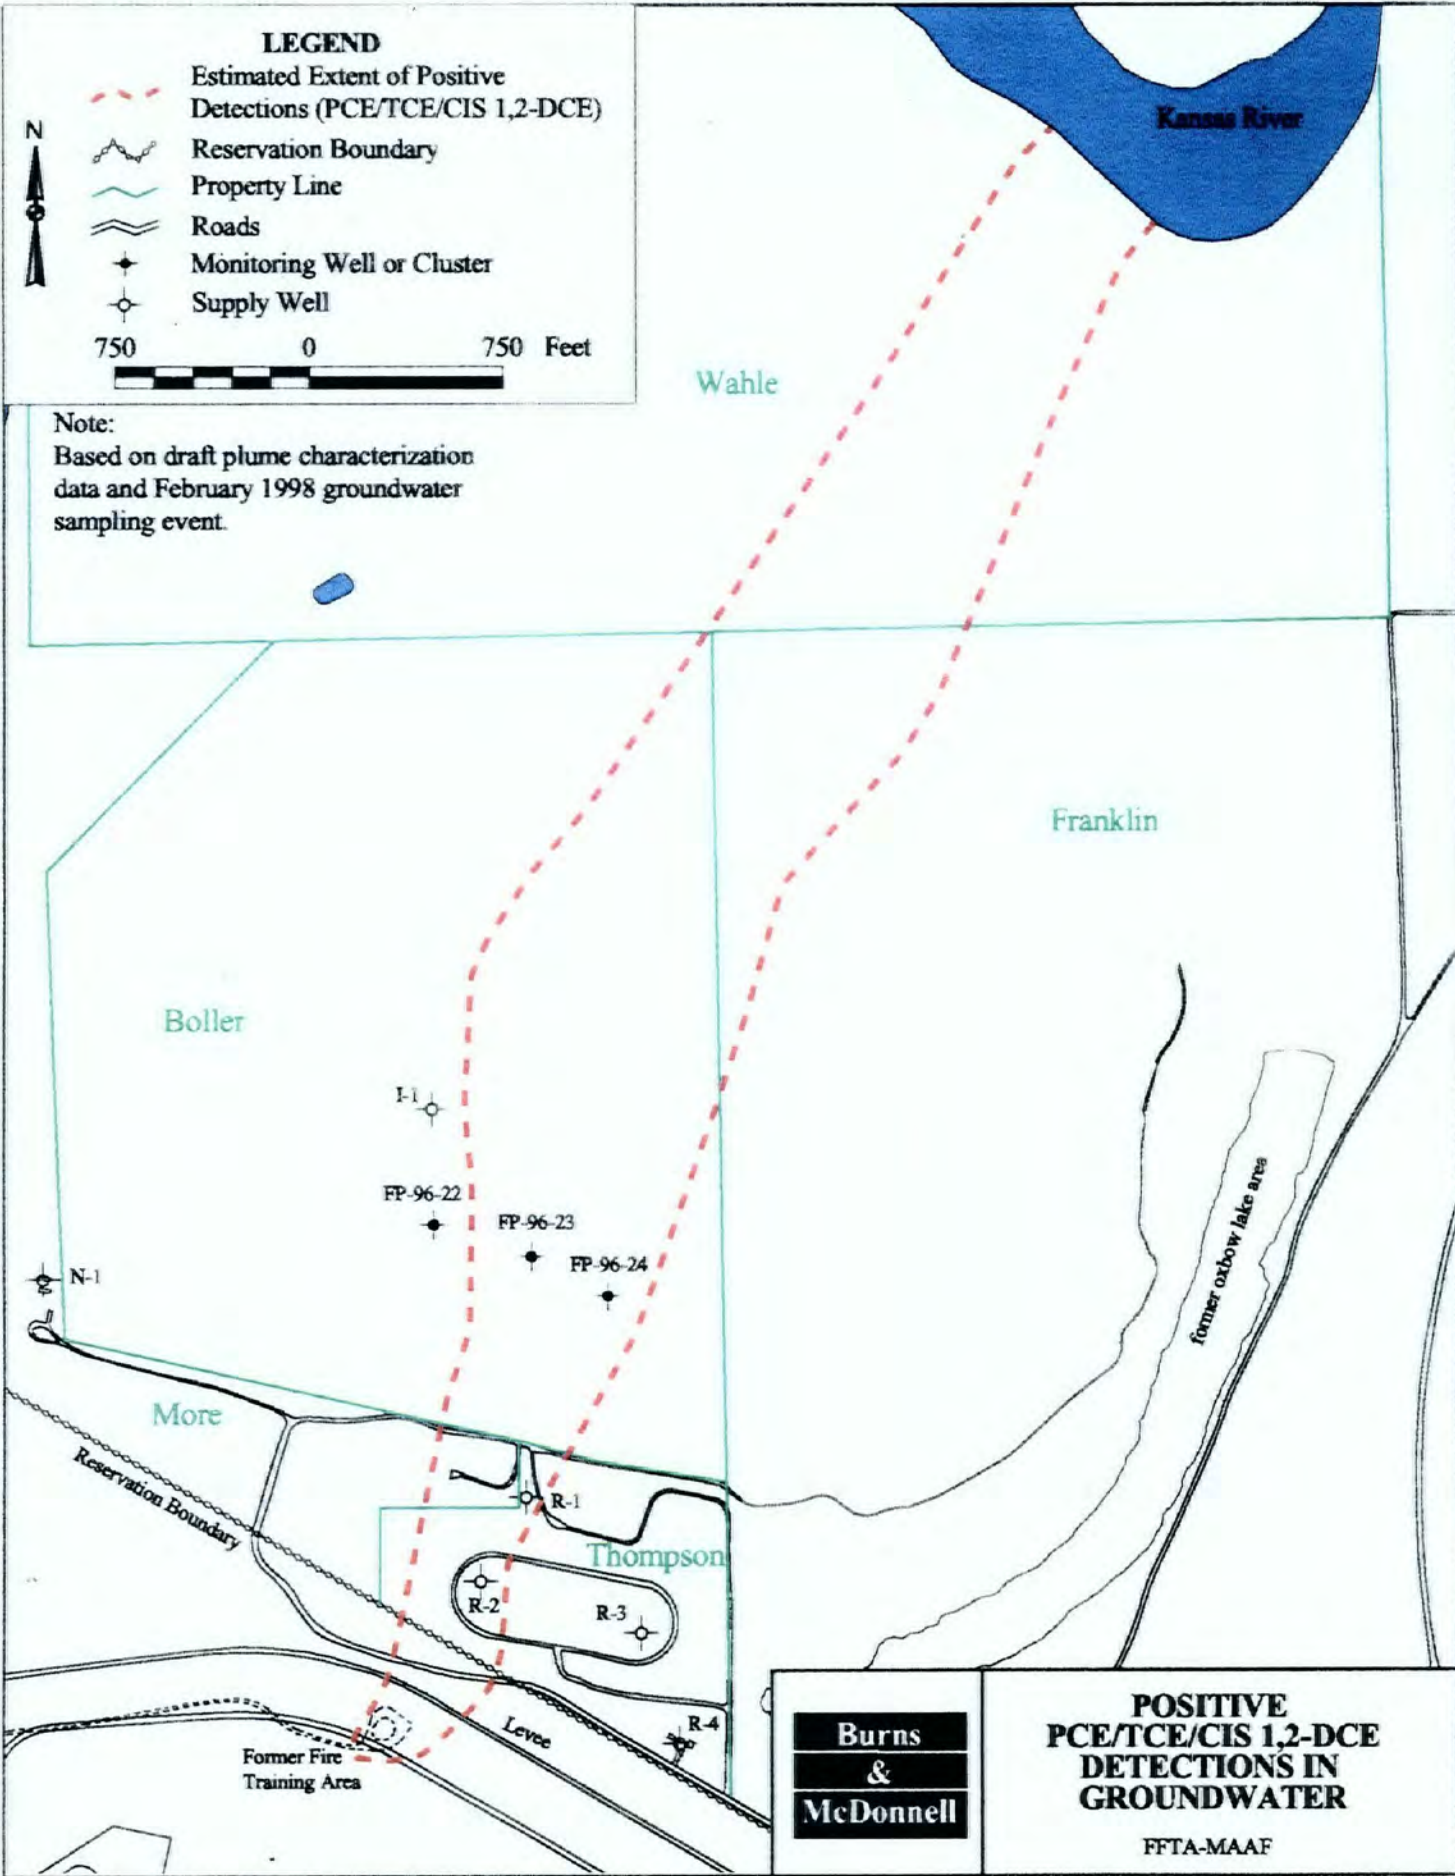 LEGEND
Estimated Extent of Positive
Detections (PCE/TCE/CIS 1,2-DCE)
N
Reservation Boundary
Property Line
Roads
Monitoring Well or Cluster
Supply Well
750 0 750 Feet
Note:
Based on draft plume characterization
data and February 1998 groundwater
sampling event.
Kansas River
Wahle
Franklin
Boller
I-1
FP-96-22
FP-96-23
FP-96-24
N-1
former oxbow lake area
More
Reservation Boundary
R-1
Thompson
R-2
R-3
R-4
Levee
Former Fire
Training Area
Burns
&
McDonnell
POSITIVE
PCE/TCE/CIS 1,2-DCE
DETECTIONS IN
GROUNDWATER
FFTA-MAAF